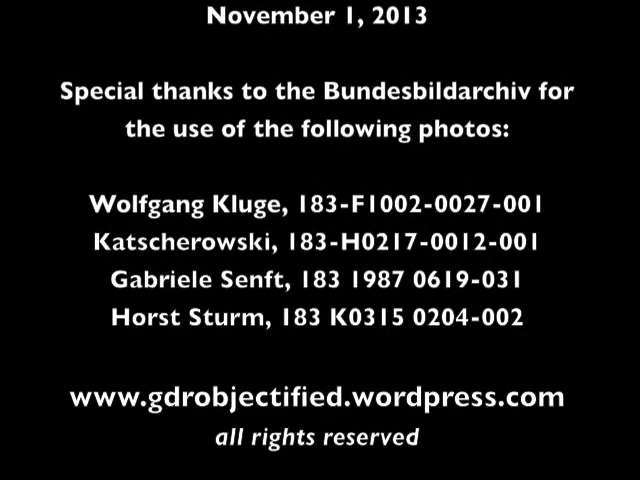 November 1, 2013
Special thanks to the Bundesbildarchiv for
the use of the following photos:
Wolfgang Kluge, 183-F1002-0027-001
Katscherowski, 183-H0217-0012-001
Gabriele Senft, 183 1987 0619-031
Horst Sturm, 183 K0315 0204-002
www.gdrobjectified.wordpress.com
all rights reserved